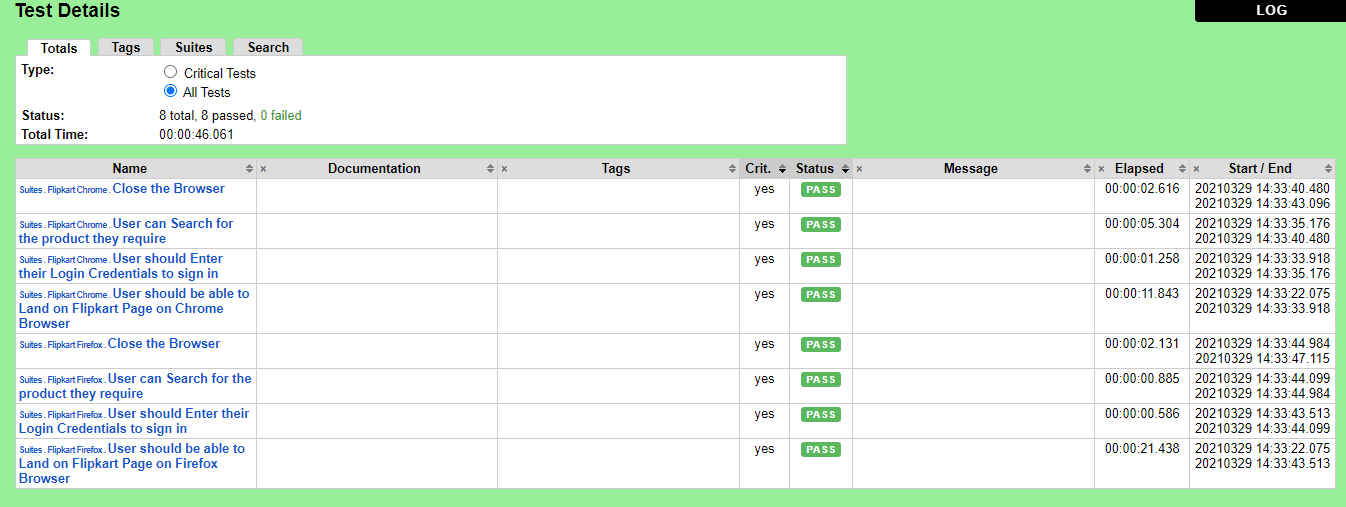 Test Details
LOG
Totals Tags Suites Search
Type:
Critical Tests
All Tests
Status: 8 total, 8 passed, 0 failed
Total Time: 00:00:46.061
Name × Documentation × Tags Crit. Status × Message × Elapsed × Start / End
Suites . Flipkart Chrome . Close the Browser yes PASS 00:00:02.616 20210329 14:33:40.480
20210329 14:33:43.096
Suites . Flipkart Chrome . User can Search for yes PASS 00:00:05.304 20210329 14:33:35.176
the product they require 20210329 14:33:40.480
Suites . Flipkart Chrome . User should Enter yes PASS 00:00:01.258 20210329 14:33:33.918
their Login Credentials to sign in 20210329 14:33:35.176
Suites . Flipkart Chrome . User should be able to yes PASS 00:00:11.843 20210329 14:33:22.075
Land on Flipkart Page on Chrome 20210329 14:33:33.918
Browser
Suites . Flipkart Firefox . Close the Browser yes PASS 00:00:02.131 20210329 14:33:44.984
20210329 14:33:47.115
Suites . Flipkart Firefox . User can Search for the yes PASS 00:00:00.885 20210329 14:33:44.099
product they require 20210329 14:33:44.984
Suites . Flipkart Firefox . User should Enter their yes PASS 00:00:00.586 20210329 14:33:43.513
Login Credentials to sign in 20210329 14:33:44.099
Suites . Flipkart Firefox . User should be able to yes PASS 00:00:21.438 20210329 14:33:22.075
Land on Flipkart Page on Firefox 20210329 14:33:43.513
Browser